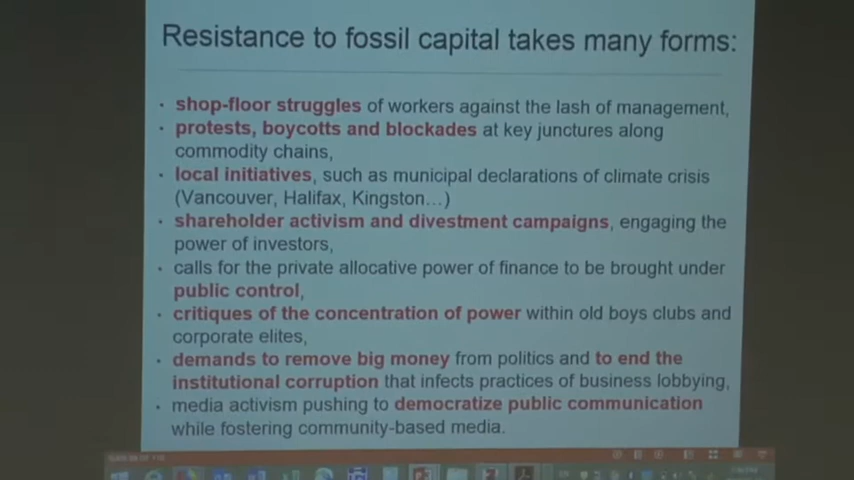 Resistance to fossil capital takes many forms:
· shop-floor struggles of workers against the lash of management,
· protests, boycotts and blockades at key junctures along
commodity chains,
· local initiatives, such as municipal declarations of climate crisis
(Vancouver, Halifax, Kingston...)
· shareholder activism and divestment campaigns, engaging the
power of investors,
· calls for the private allocative power of finance to be brought under
public control,
· critiques of the concentration of power within old boys clubs and
corporate elites,
· demands to remove big money from politics and to end the
institutional corruption that infects practices of business lobbying,
· media activism pushing to democratize public communication
while fostering community-based media.